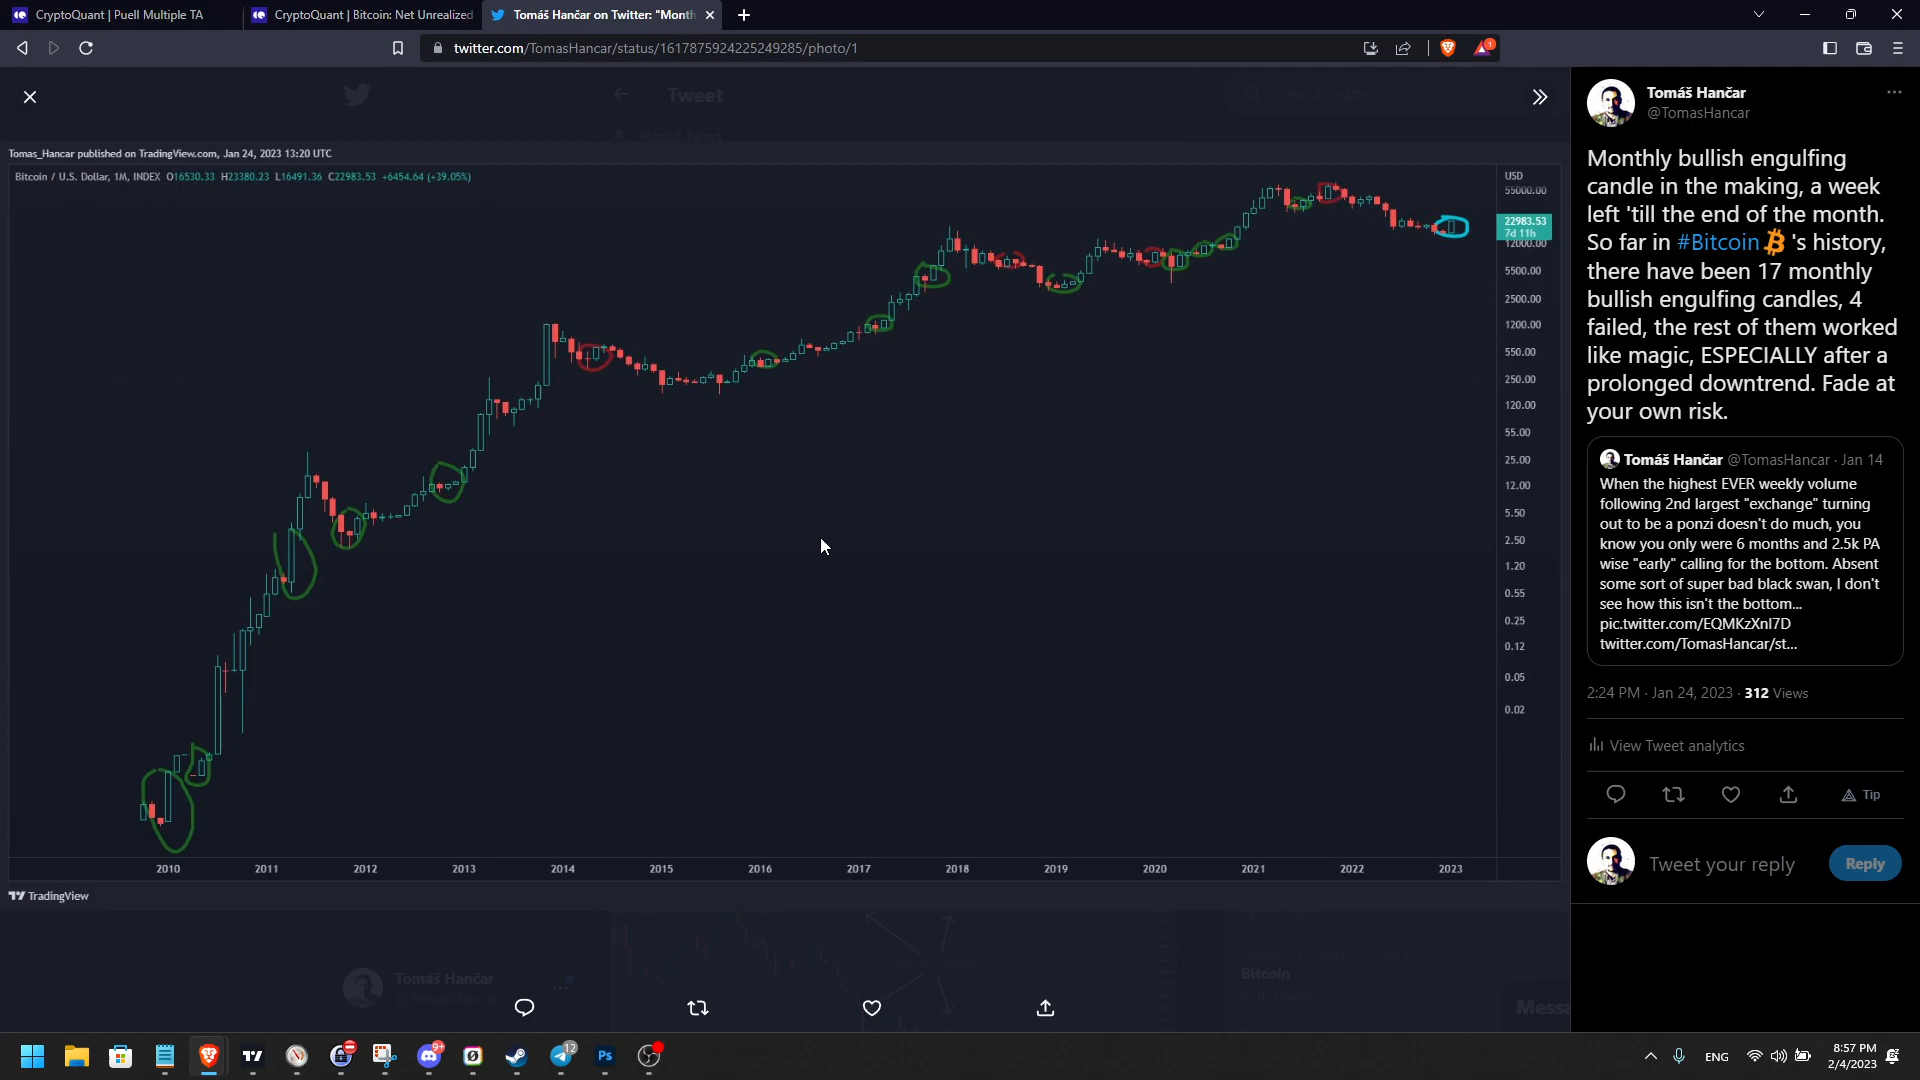 CryptoQuant | Puell Multiple TA
CryptoQuant | Bitcoin: Net Unrealized
Tomáš Hančar on Twitter: "Month
twitter.com/TomasHancar/status/1617875924225249285/photo/1
1
Tweet
Tomas_Hancar published on TradingView.com, Jan 24, 2023 13:20 UTC
Bitcoin / U.S. Dollar, 1M, INDEX O16530.33 H23380.23 L16491.36 C22983.53 +6454.64 (+39.05%)
USD
55000.00
22983.53
7d 11h
12000.00
5500.00
2500.00
1200.00
550.00
250.00
120.00
55.00
25.00
12.00
5.50
2.50
1.20
0.55
0.25
0.12
0.05
0.02
2010 2011 2012 2013 2014 2015 2016 2017 2018 2019 2020 2021 2022 2023
TradingView
Tomáš Hančar
Bitcoin
Messa
Tomáš Hančar
@TomasHancar
Monthly bullish engulfing
candle in the making, a week
left 'till the end of the month.
So far in #Bitcoin 's history,
there have been 17 monthly
bullish engulfing candles, 4
failed, the rest of them worked
like magic, ESPECIALLY after a
prolonged downtrend. Fade at
your own risk.
Tomáš Hančar @TomasHancar · Jan 14
When the highest EVER weekly volume
following 2nd largest "exchange" turning
out to be a ponzi doesn't do much, you
know you only were 6 months and 2.5k PA
wise "early" calling for the bottom. Absent
some sort of super bad black swan, I don't
see how this isn't the bottom...
pic.twitter.com/EQMKzXnl7D
twitter.com/TomasHancar/st...
2:24 PM · Jan 24, 2023 · 312 Views
View Tweet analytics
Tip
Tweet your reply
Reply
9+
12
Ps
ENG
8:57 PM
2/4/2023